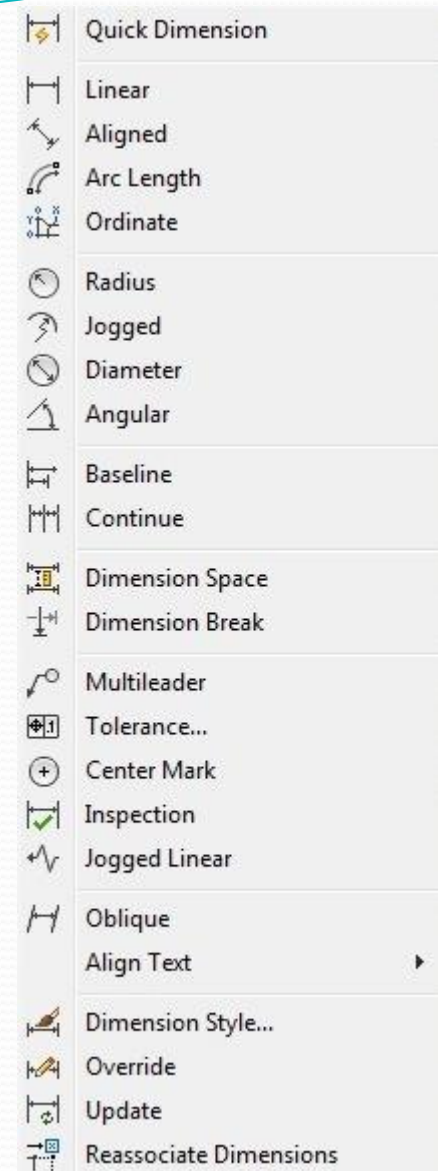 Quick Dimension
Linear
Aligned
Arc Length
Ordinate
Radius
Jogged
Diameter
Angular
Baseline
Continue
Dimension Space
Dimension Break
Multileader
Tolerance...
Center Mark
Inspection
Jogged Linear
Oblique
Align Text
Dimension Style...
Override
Update
Reassociate Dimensions